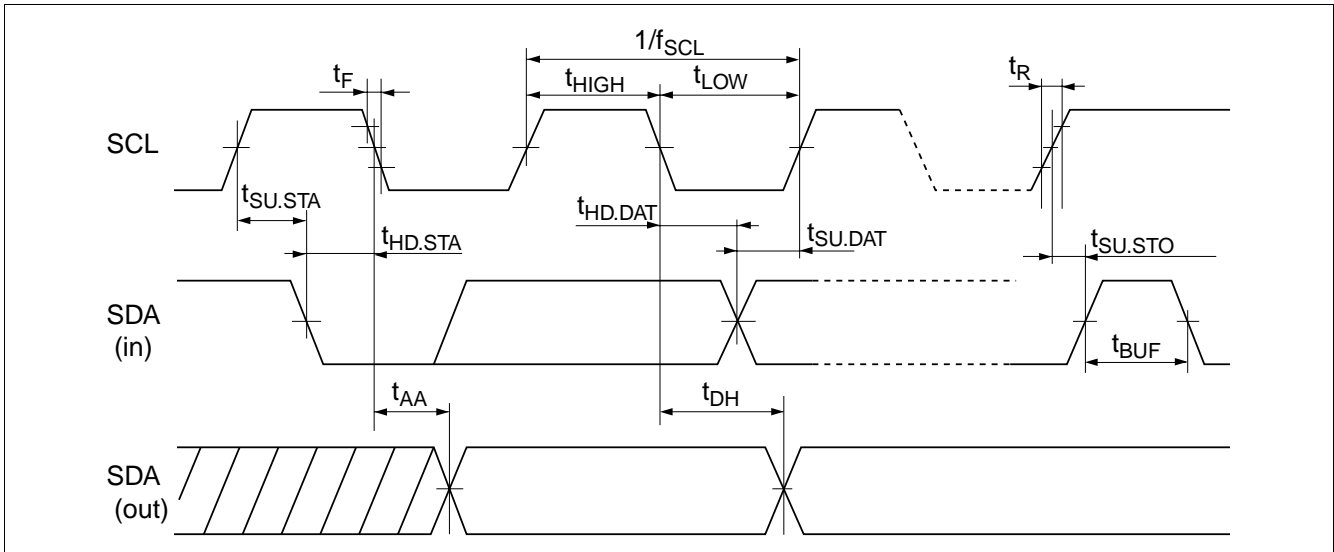 1/fSCL
tF
tHIGH
tLOW
tR
SCL
tSU.STA
tHD.STA
tHD.DAT
tSU.DAT
tSU.STO
SDA
(in)
tBUF
tAA
tDH
SDA
(out)